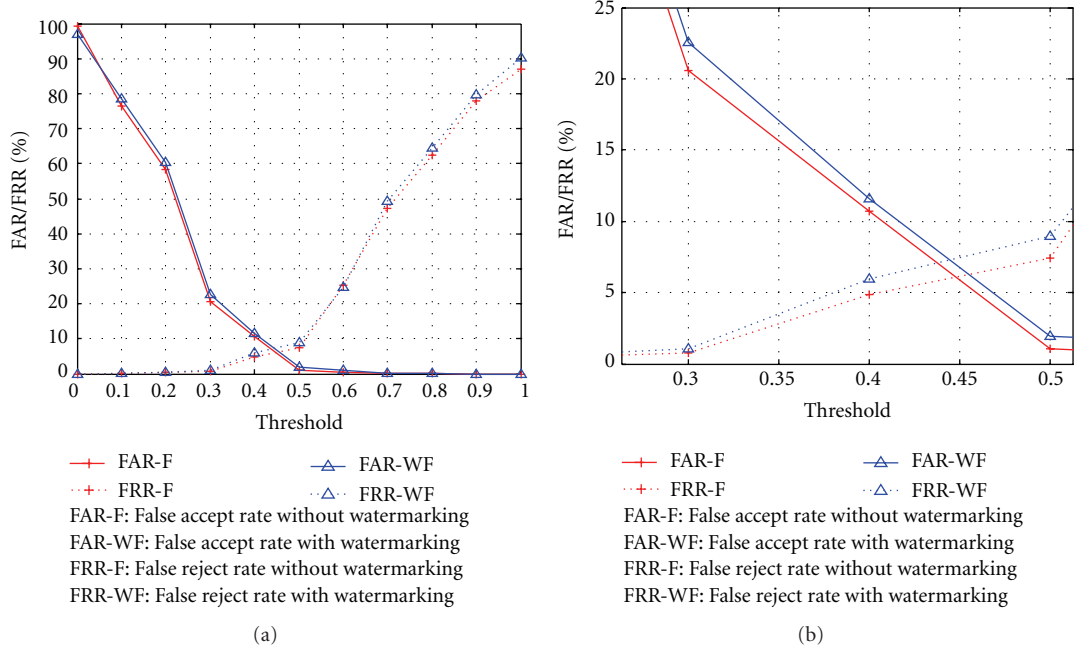 100
90
80
70
60
50
40
30
20
10
0
FAR/FRR (%)
0 0.1 0.2 0.3 0.4 0.5 0.6 0.7 0.8 0.9 1
Threshold
FAR-F FAR-WF
FRR-F FRR-WF
FAR-F: False accept rate without watermarking
FAR-WF: False accept rate with watermarking
FRR-F: False reject rate without watermarking
FRR-WF: False reject rate with watermarking
(a)
25
20
15
10
5
0
FAR/FRR (%)
0.3 0.35 0.4 0.45 0.5
Threshold
FAR-F FAR-WF
FRR-F FRR-WF
FAR-F: False accept rate without watermarking
FAR-WF: False accept rate with watermarking
FRR-F: False reject rate without watermarking
FRR-WF: False reject rate with watermarking
(b)